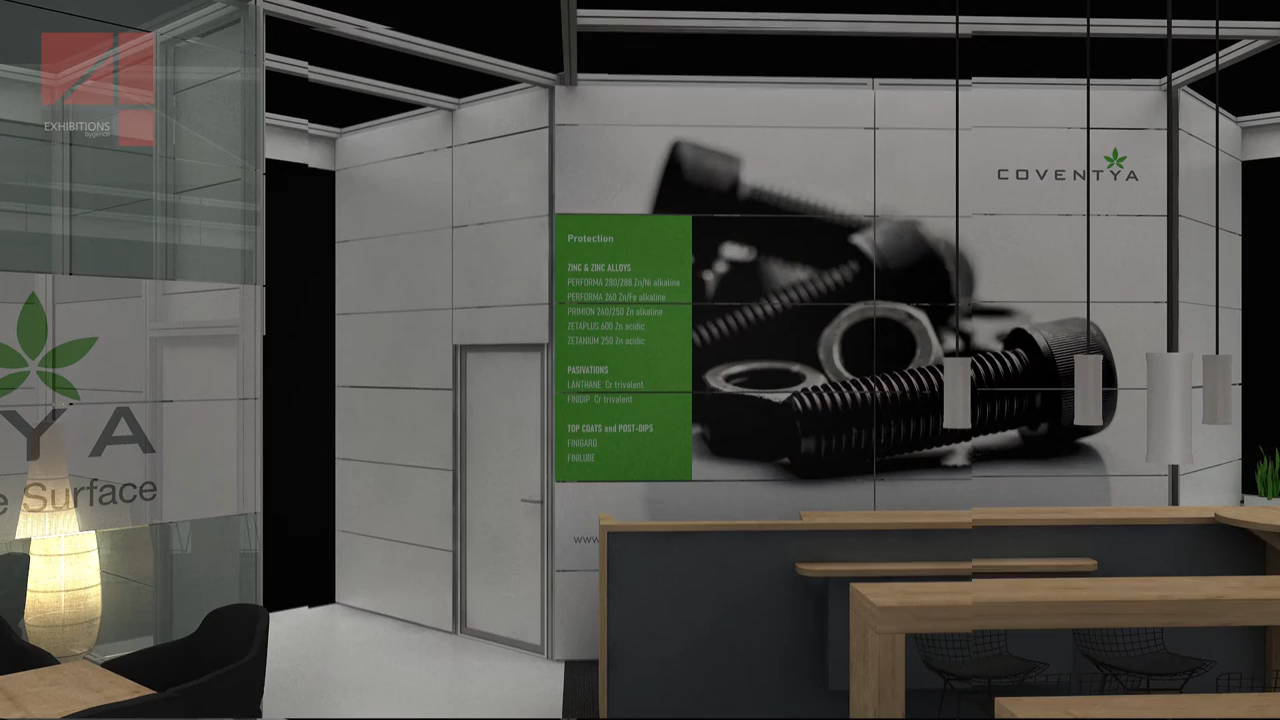 EXHIBITIONS
COVENTYA
Protection
ZINC & ZINC ALLOYS
PERFORMA 280/288 Zn/Ni alkaline
PERFORMA 260 Zn/Fe alkaline
PRIMION 240/250 Zn alkaline
ZETAPLUS 600 Zn acidic
ZETANIUM 250 Zn acidic
PASIVATIONS
LANTHANE Cr trivalent
FINIDIP Cr trivalent
TOP COATS and POST-DIPS
FINIGARD
FINILUBE
YA
e Surface
www